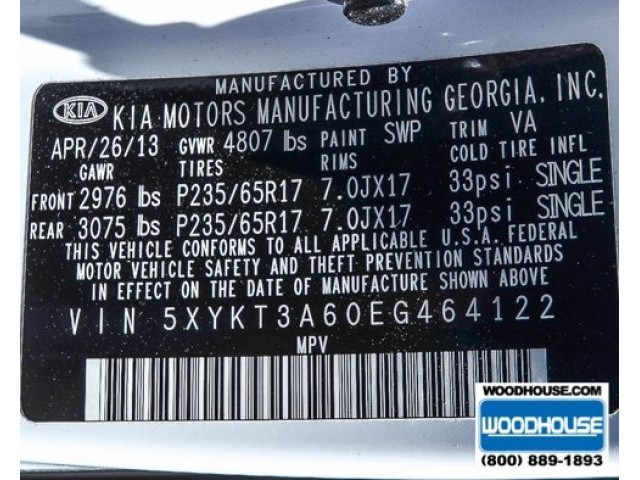 MANUFACTURED BY
KIA KIA MOTORS MANUFACTURING GEORGIA, INC.
APR/26/13 GVWR 4807 lbs PAINT SWP TRIM VA
GAWR TIRES RIMS COLD TIRE INFL
FRONT 2976 lbs P235/65R17 7.0JX17 33psi SINGLE
REAR 3075 lbs P235/65R17 7.0JX17 33psi SINGLE
THIS VEHICLE CONFORMS TO ALL APPLICABLE U.S.A. FEDERAL
MOTOR VEHICLE SAFETY AND THEFT PREVENTION STANDARDS
IN EFFECT ON THE DATE OF MANUFACTURE SHOWN ABOVE
VIN 5XYKT3A60EG464122
MPV
WOODHOUSE.COM
WOODHOUSE
(800) 889-1893